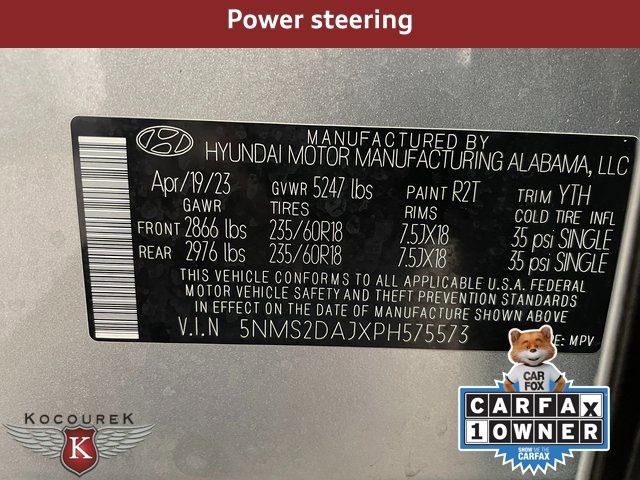 Power steering
MANUFACTURED BY
HYUNDAI MOTOR MANUFACTURING ALABAMA, LLC
Apr/19/23 GVWR 5247 lbs PAINT R2T TRIM YTH
GAWR TIRES RIMS COLD TIRE INFL
FRONT 2866 lbs 235/60R18 7.5JX18 35 psi SINGLE
REAR 2976 lbs 235/60R18 7.5JX18 35 psi SINGLE
THIS VEHICLE CONFORMS TO ALL APPLICABLE U.S.A. FEDERAL
MOTOR VEHICLE SAFETY AND THEFT PREVENTION STANDARDS
IN EFFECT ON THE DATE OF MANUFACTURE SHOWN ABOVE
V.I.N 5NMS2DAJXPH575573 E: MPV
CAR
FOX
CARFAX
1 OWNER
SHOW ME THE
CARFAX
KOCOUREK
K